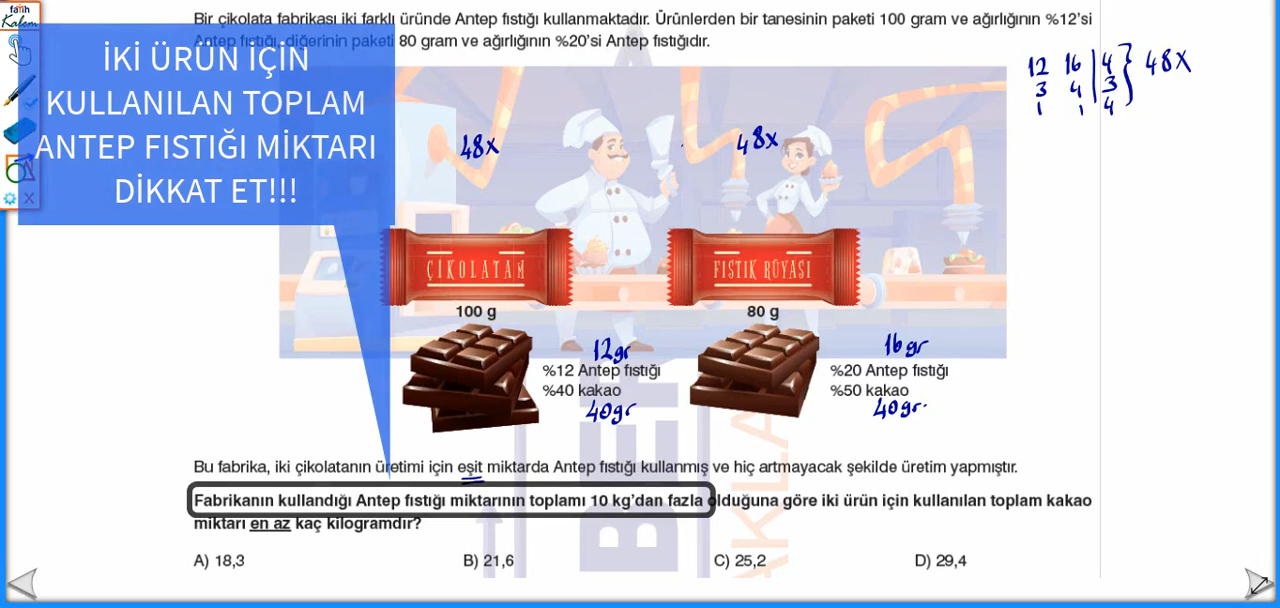 fatih
Kalem
Bir çikolata fabrikası iki farklı üründe Antep fıstığı kullanmaktadır. Ürünlerden bir tanesinin paketi 100 gram ve ağırlığının %12'si
Antep fıstığı, diğerinin paketi 80 gram ve ağırlığının %20'si Antep fıstığıdır.
İKİ ÜRÜN İÇİN
KULLANILAN TOPLAM
ANTEP FISTIĞI MİKTARI
DİKKAT ET!!!
12 16 4
3 4 3
1 1 4
48x
48x
48x
ÇİKOLATAM
FISTIK RÜYASI
100 g
80 g
12gr
16gr
%12 Antep fıstığı
%40 kakao
40gr
%20 Antep fıstığı
%50 kakao
40gr.
Bu fabrika, iki çikolatanın üretimi için eşit miktarda Antep fıstığı kullanmış ve hiç artmayacak şekilde üretim yapmıştır.
Fabrikanın kullandığı Antep fıstığı miktarının toplamı 10 kg'dan fazla olduğuna göre iki ürün için kullanılan toplam kakao
miktarı en az kaç kilogramdır?
A) 18,3
B) 21,6
C) 25,2
D) 29,4